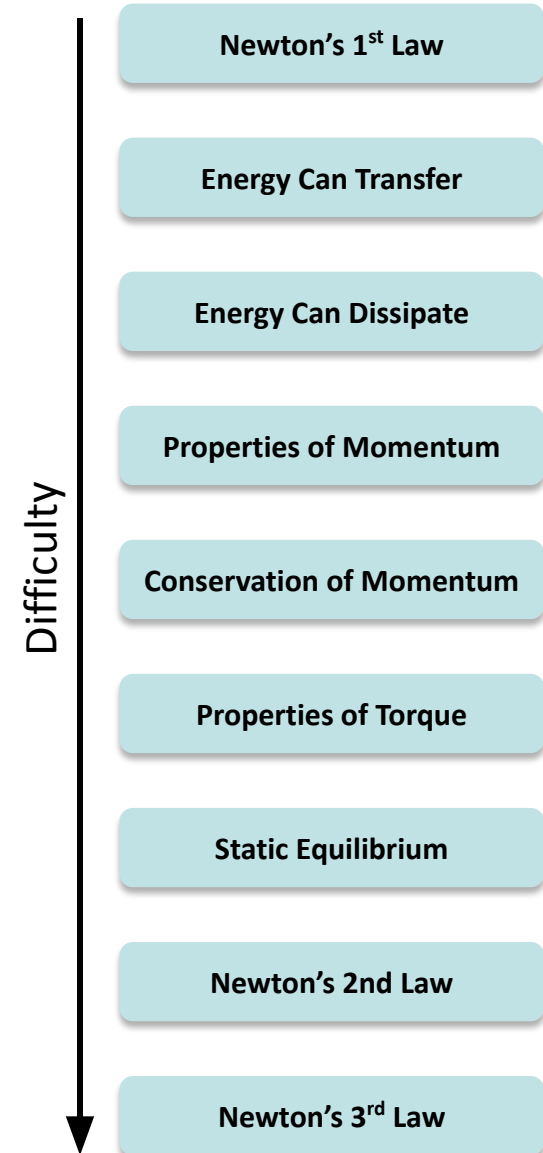 Newton's 1st Law
Energy Can Transfer
Energy Can Dissipate
Properties of Momentum
Conservation of Momentum
Properties of Torque
Static Equilibrium
Newton's 2nd Law
Newton's 3rd Law
Difficulty